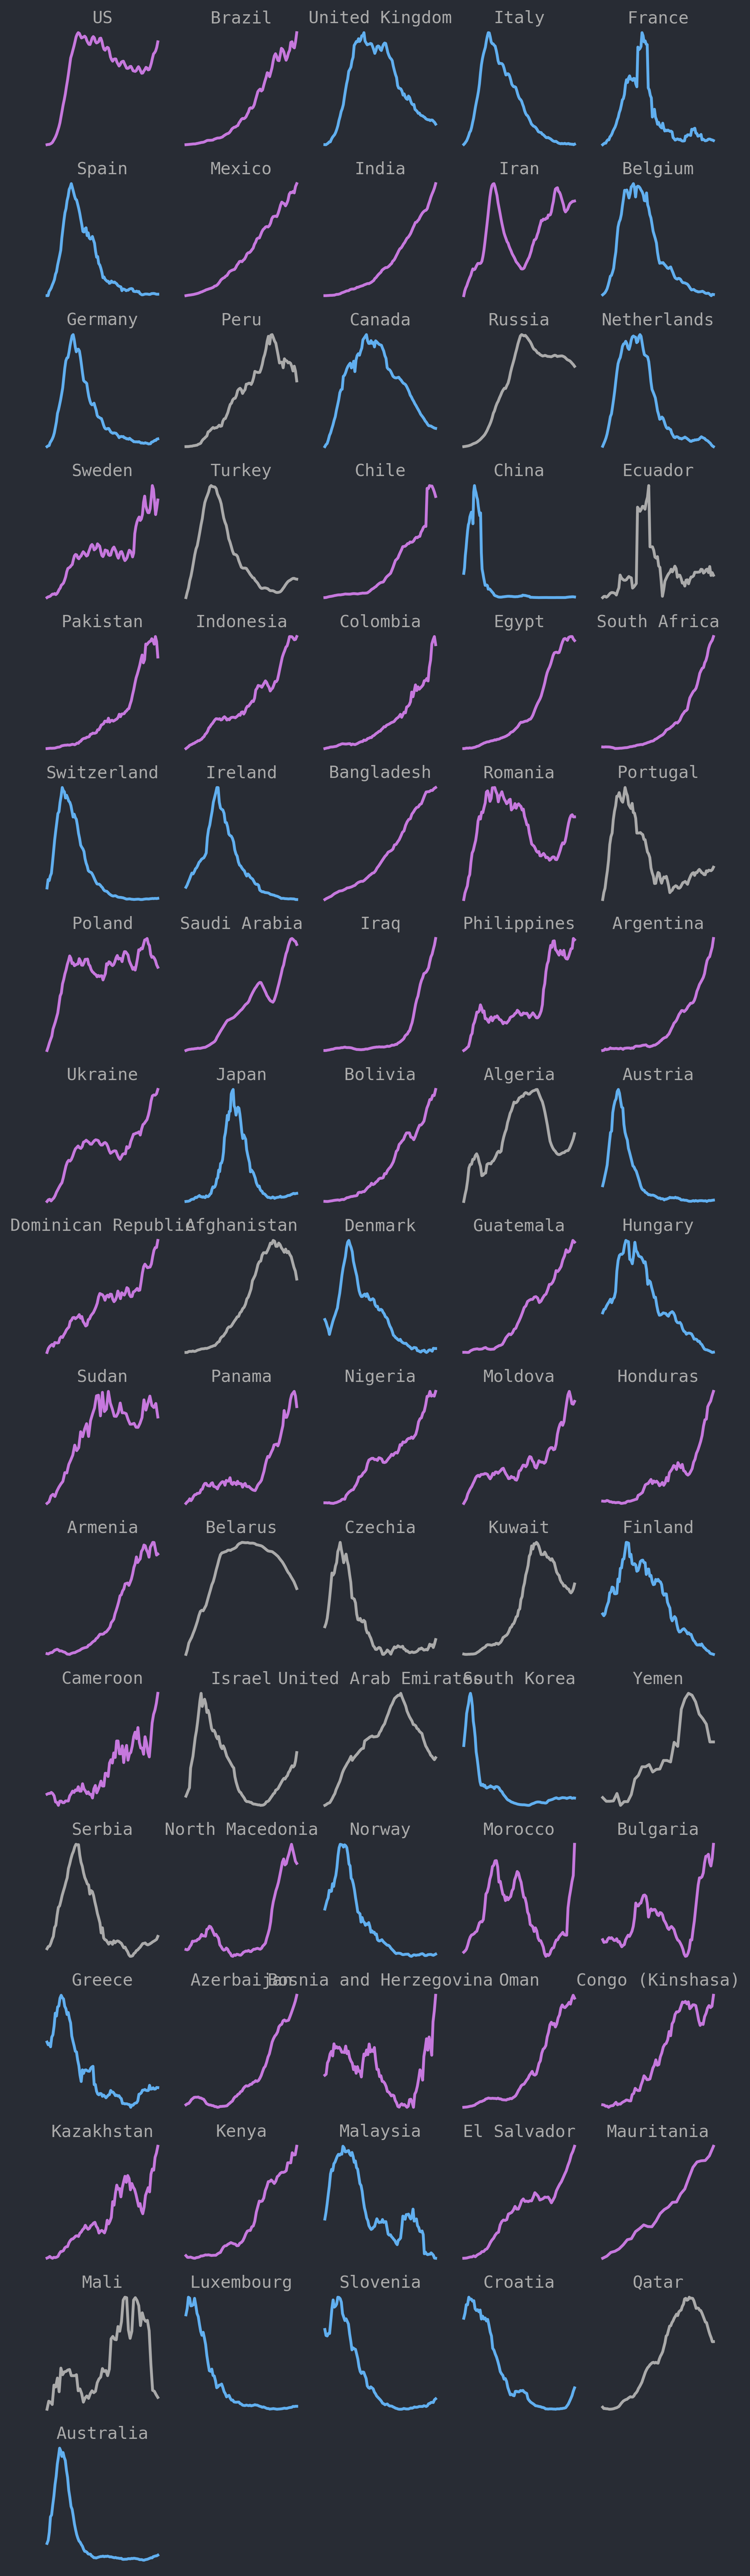 US Brazil United Kingdom Italy France
Spain Mexico India Iran Belgium
Germany Peru Canada Russia Netherlands
Sweden Turkey Chile China Ecuador
Pakistan Indonesia Colombia Egypt South Africa
Switzerland Ireland Bangladesh Romania Portugal
Poland Saudi Arabia Iraq Philippines Argentina
Ukraine Japan Bolivia Algeria Austria
Dominican Republic Afghanistan Denmark Guatemala Hungary
Sudan Panama Nigeria Moldova Honduras
Armenia Belarus Czechia Kuwait Finland
Cameroon Israel United Arab Emirates South Korea Yemen
Serbia North Macedonia Norway Morocco Bulgaria
Greece Azerbaijan Bosnia and Herzegovina Oman Congo (Kinshasa)
Kazakhstan Kenya Malaysia El Salvador Mauritania
Mali Luxembourg Slovenia Croatia Qatar
Australia